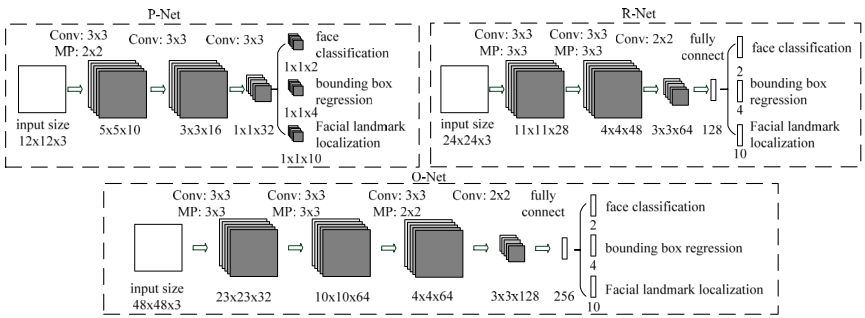 P-Net
Conv: 3x3
MP: 2x2
Conv: 3x3
Conv: 3x3
input size
12x12x3
5x5x10
3x3x16
1x1x32
face
classification
1x1x2
bounding box
regression
1x1x4
Facial landmark
localization
1x1x10
R-Net
Conv: 3x3
MP: 3x3
Conv: 3x3
MP: 3x3
Conv: 2x2
fully
connect
input size
24x24x3
11x11x28
4x4x48
3x3x64
128
face classification
2
bounding box
regression
4
Facial landmark
localization
10
O-Net
Conv: 3x3
MP: 3x3
Conv: 3x3
MP: 3x3
Conv: 3x3
MP: 2x2
Conv: 2x2
fully
connect
input size
48x48x3
23x23x32
10x10x64
4x4x64
3x3x128
256
face classification
2
bounding box regression
4
Facial landmark localization
10